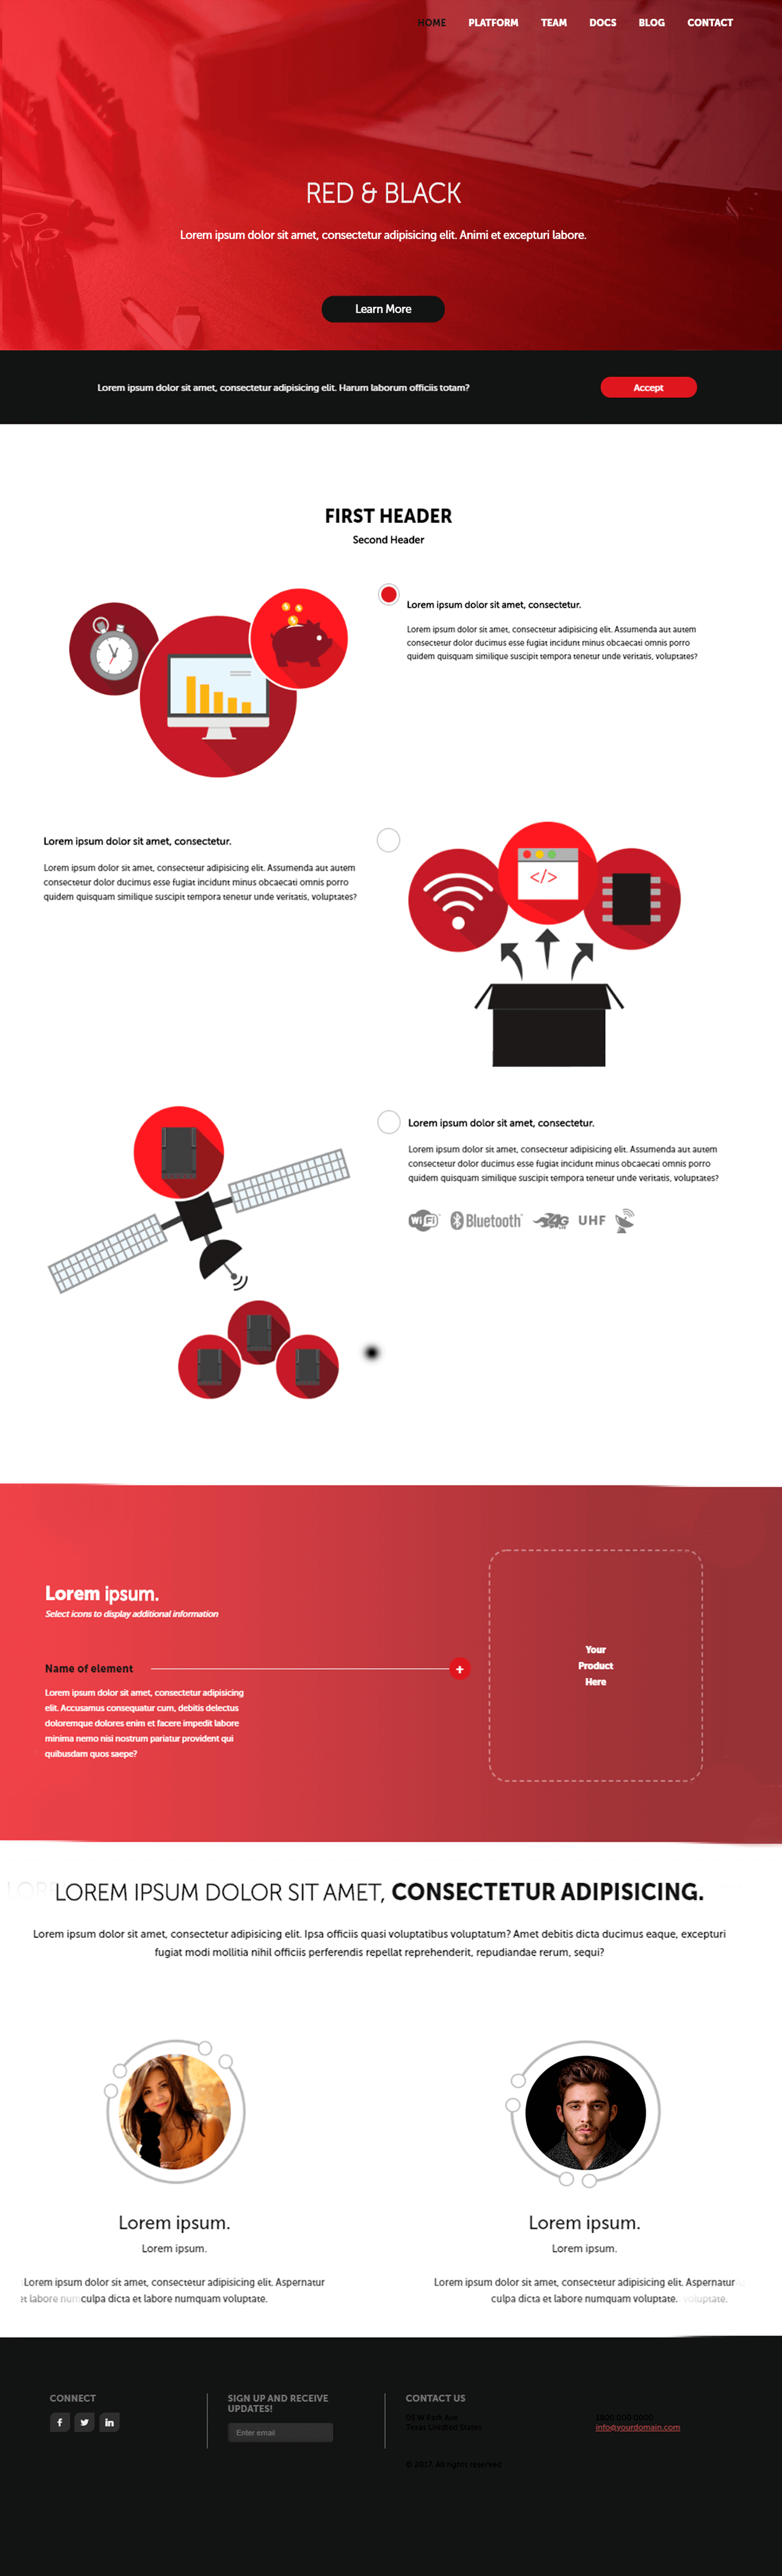 HOME PLATFORM TEAM DOCS BLOG CONTACT
RED & BLACK
Lorem ipsum dolor sit amet, consectetur adipisicing elit. Animi et excepturi labore.
Learn More
Lorem ipsum dolor sit amet, consectetur adipisicing elit. Harum laborum officiis totam?
Accept
FIRST HEADER
Second Header
Lorem ipsum dolor sit amet, consectetur.
Lorem ipsum dolor sit amet, consectetur adipisicing elit. Assumenda aut autem
consectetur dolor ducimus esse fugiat incidunt minus obcaecati omnis porro
quidem quisquam similique suscipit tempora tenetur unde veritatis, voluptates?
</>
Lorem ipsum dolor sit amet, consectetur.
Lorem ipsum dolor sit amet, consectetur adipisicing elit. Assumenda aut autem
consectetur dolor ducimus esse fugiat incidunt minus obcaecati omnis porro
quidem quisquam similique suscipit tempora tenetur unde veritatis, voluptates?
Lorem ipsum dolor sit amet, consectetur.
Lorem ipsum dolor sit amet, consectetur adipisicing elit. Assumenda aut autem
consectetur dolor ducimus esse fugiat incidunt minus obcaecati omnis porro
quidem quisquam similique suscipit tempora tenetur unde veritatis, voluptates?
WiFi Bluetooth 4G LTE UHF
Lorem ipsum.
Select icons to display additional information
Name of element
+
Lorem ipsum dolor sit amet, consectetur adipisicing
elit. Accusamus consequatur cum, debitis delectus
doloremque dolores enim et facere impedit labore
minima nemo nisi nostrum pariatur provident qui
quibusdam quos saepe?
Your
Product
Here
LOREM IPSUM DOLOR SIT AMET, CONSECTETUR ADIPISICING.
Lorem ipsum dolor sit amet, consectetur adipisicing elit. Ipsa officiis quasi voluptatibus voluptatum? Amet debitis dicta ducimus eaque, excepturi
fugiat modi mollitia nihil officiis perferendis repellat reprehenderit, repudiandae rerum, sequi?
Lorem ipsum.
Lorem ipsum.
Lorem ipsum dolor sit amet, consectetur adipisicing elit. Aspernatur
culpa dicta et labore numquam voluptate.
Lorem ipsum.
Lorem ipsum.
Lorem ipsum dolor sit amet, consectetur adipisicing elit. Aspernatur
culpa dicta et labore numquam voluptate.
CONNECT
f in
SIGN UP AND RECEIVE
UPDATES!
Enter email
CONTACT US
Park Ave
Texas
1800 000 0000
info@yourdomain.com
© 2017. All rights reserved